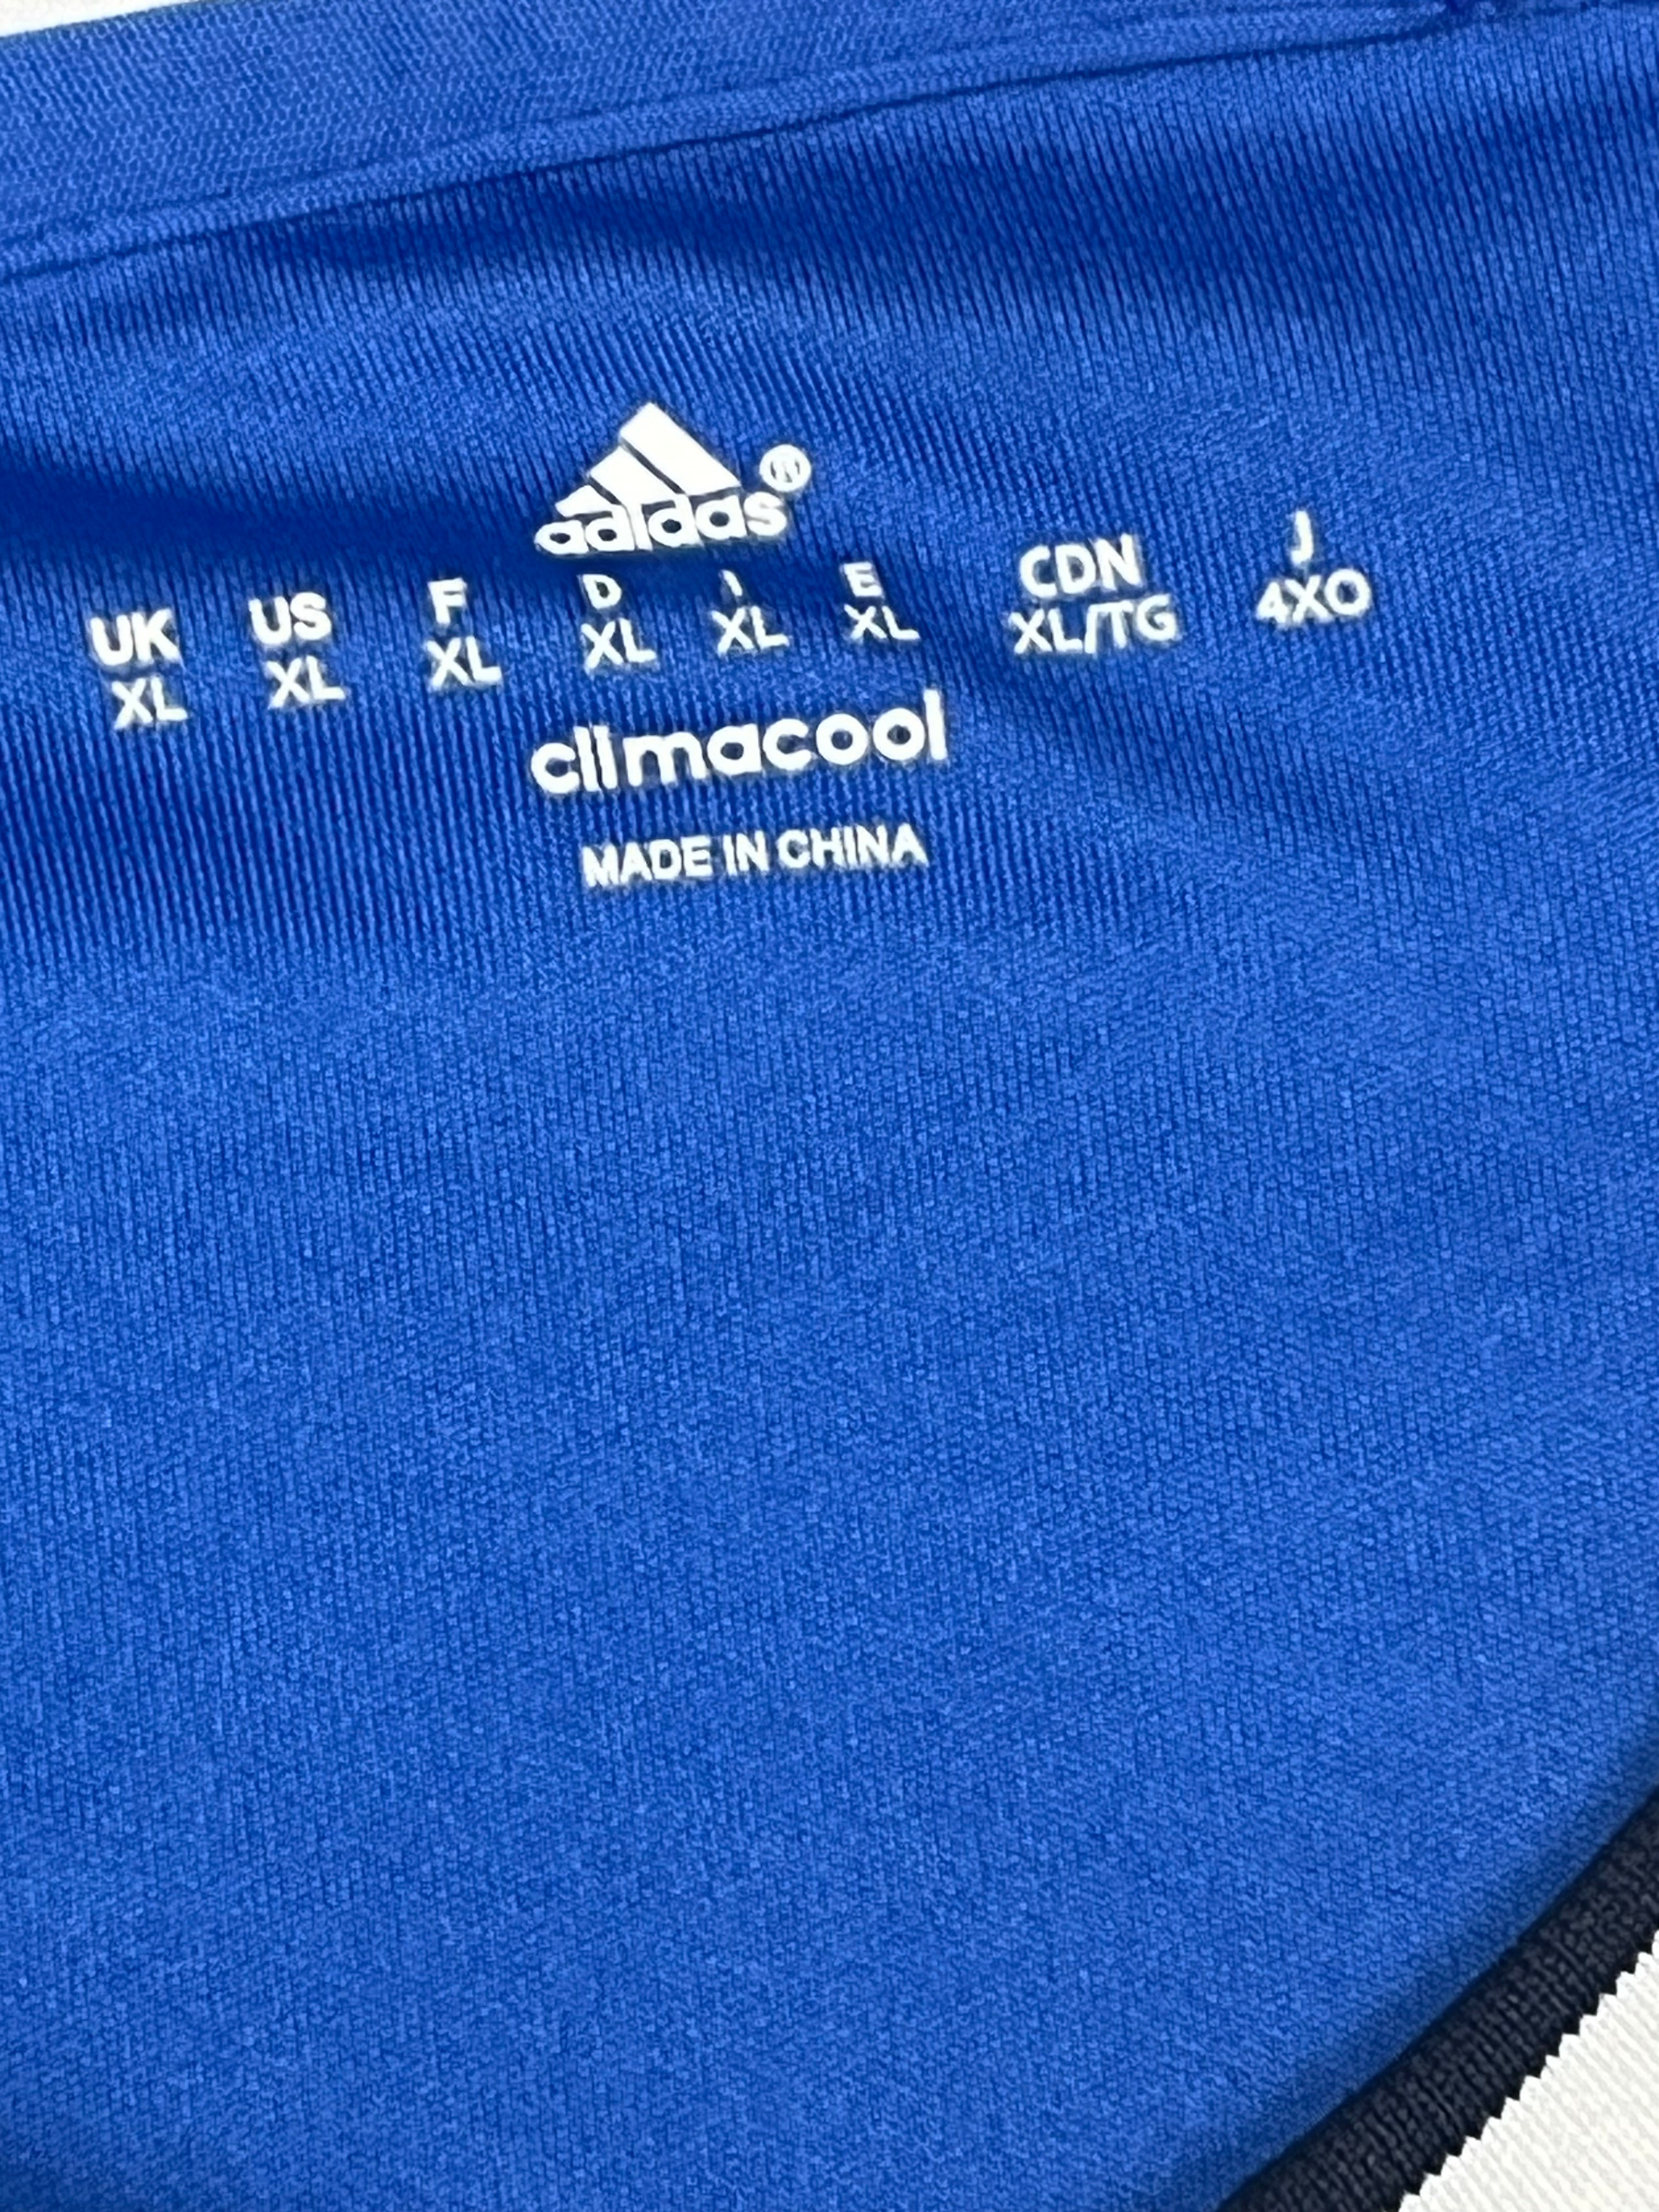 adidas®
UK US F D I E CDN J
XL XL XL XL XL XL XL/TG 4XO
climacool
MADE IN CHINA